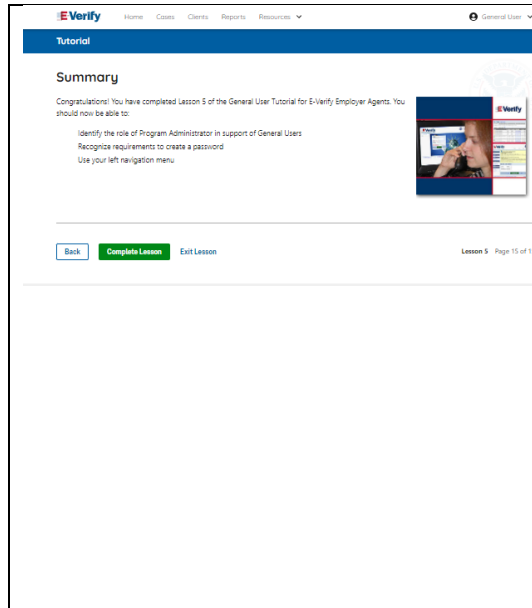 E-Verify Home Cases Clients Reports Resources General User
Tutorial
Summary
Congratulations! You have completed Lesson 5 of the General User Tutorial for E-Verify Employer Agents. You
should now be able to:
Identify the role of Program Administrator in support of General Users
Recognize requirements to create a password
Use your left navigation menu
E-Verify
Back Complete Lesson Exit Lesson Lesson 5 Page 15 of 1